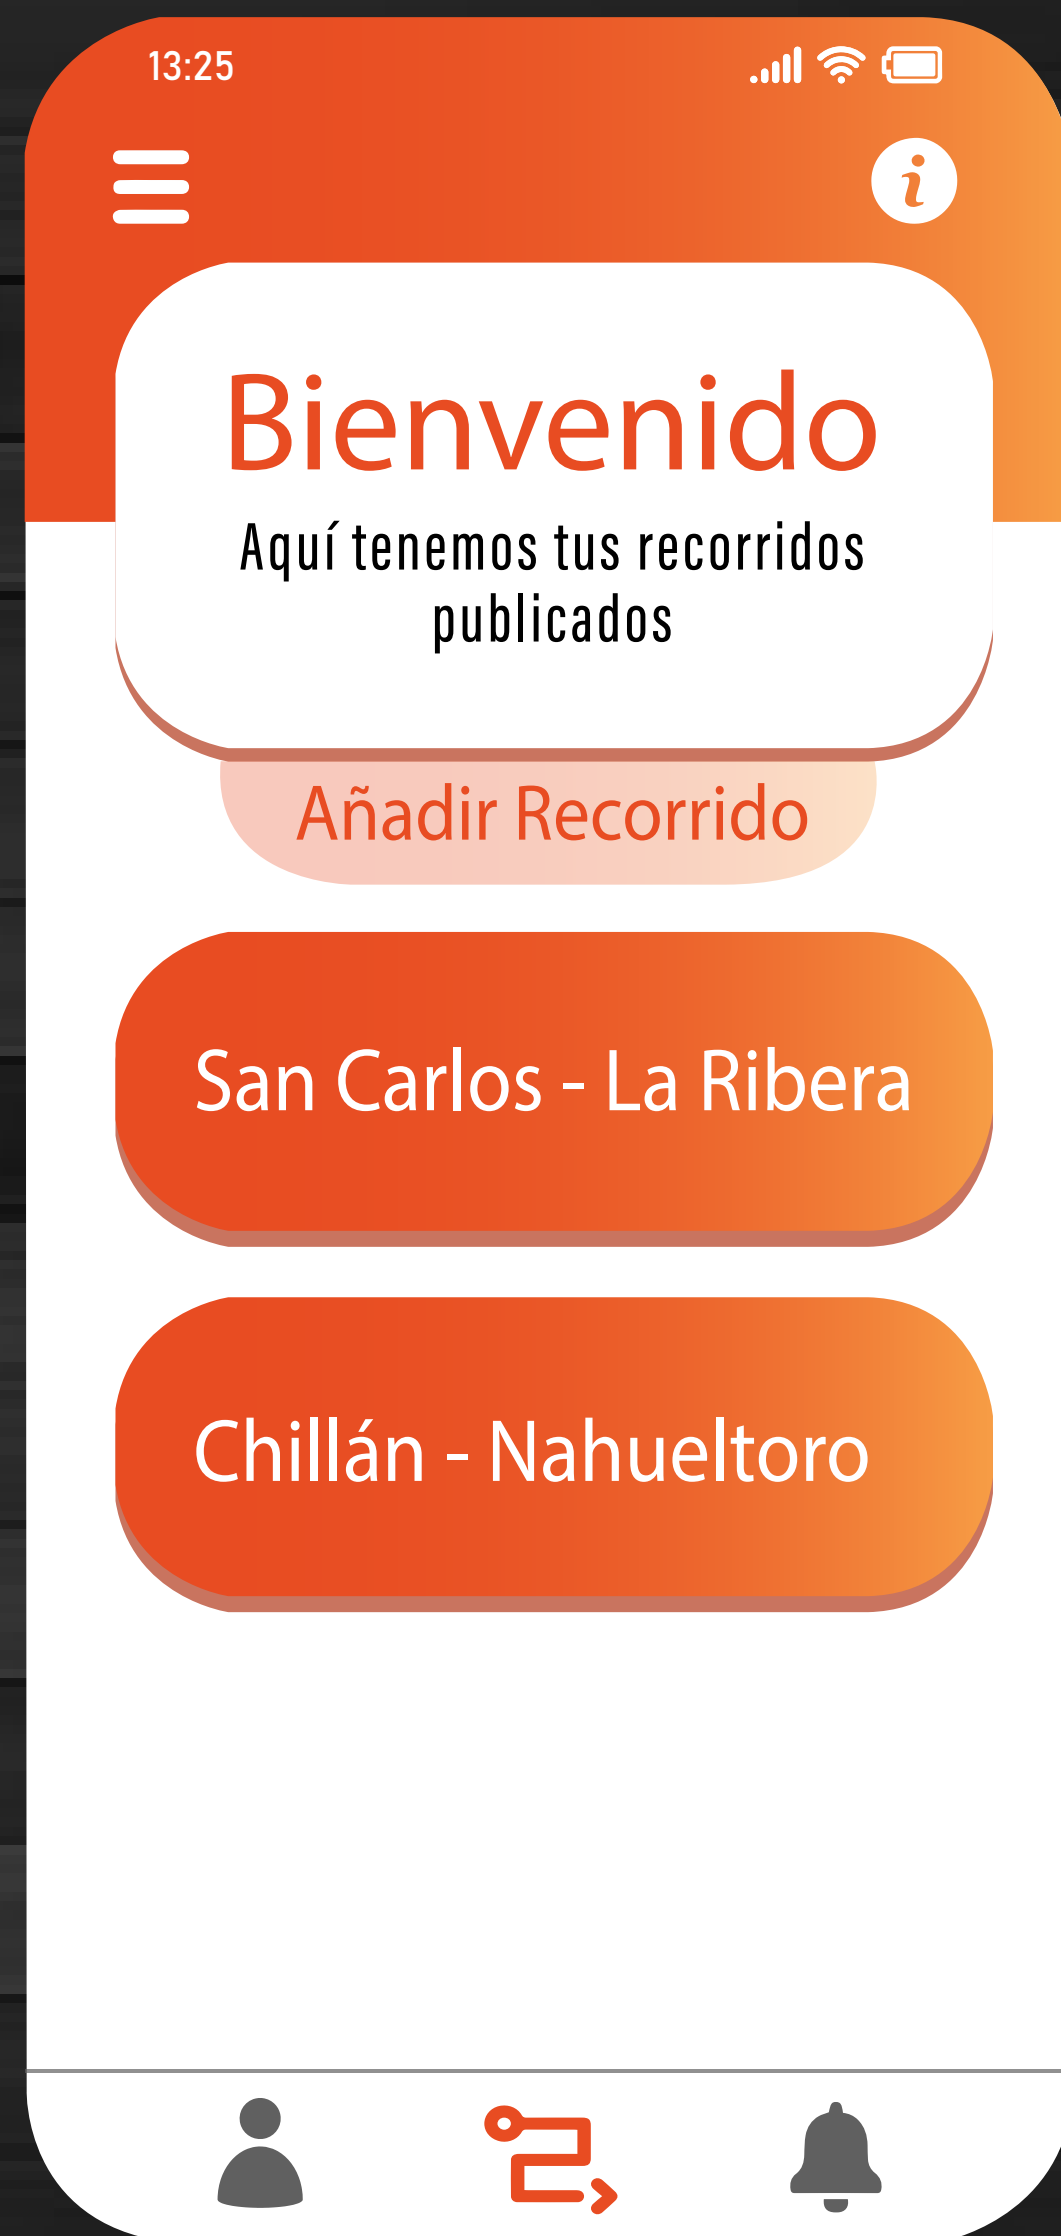 13:25
Bienvenido
Aquí tenemos tus recorridos
publicados
Añadir Recorrido
San Carlos - La Ribera
Chillán - Nahueltoro